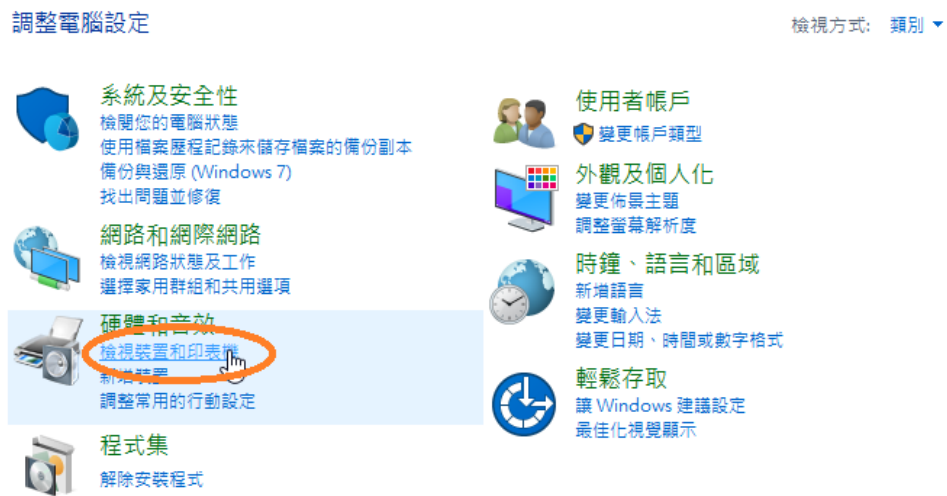 調整電腦設定
檢視方式: 類別
系統及安全性
檢閱您的電腦狀態
使用檔案歷程記錄來儲存檔案的備份副本
備份與還原 (Windows 7)
找出問題並修復
網路和網際網路
檢視網路狀態及工作
選擇家用群組和共用選項
硬體和音效
檢視裝置和印表機
新增裝置
調整常用的行動設定
程式集
解除安裝程式
使用者帳戶
變更帳戶類型
外觀及個人化
變更佈景主題
調整螢幕解析度
時鐘、語言和區域
新增語言
變更輸入法
變更日期、時間或數字格式
輕鬆存取
讓 Windows 建議設定
最佳化視覺顯示